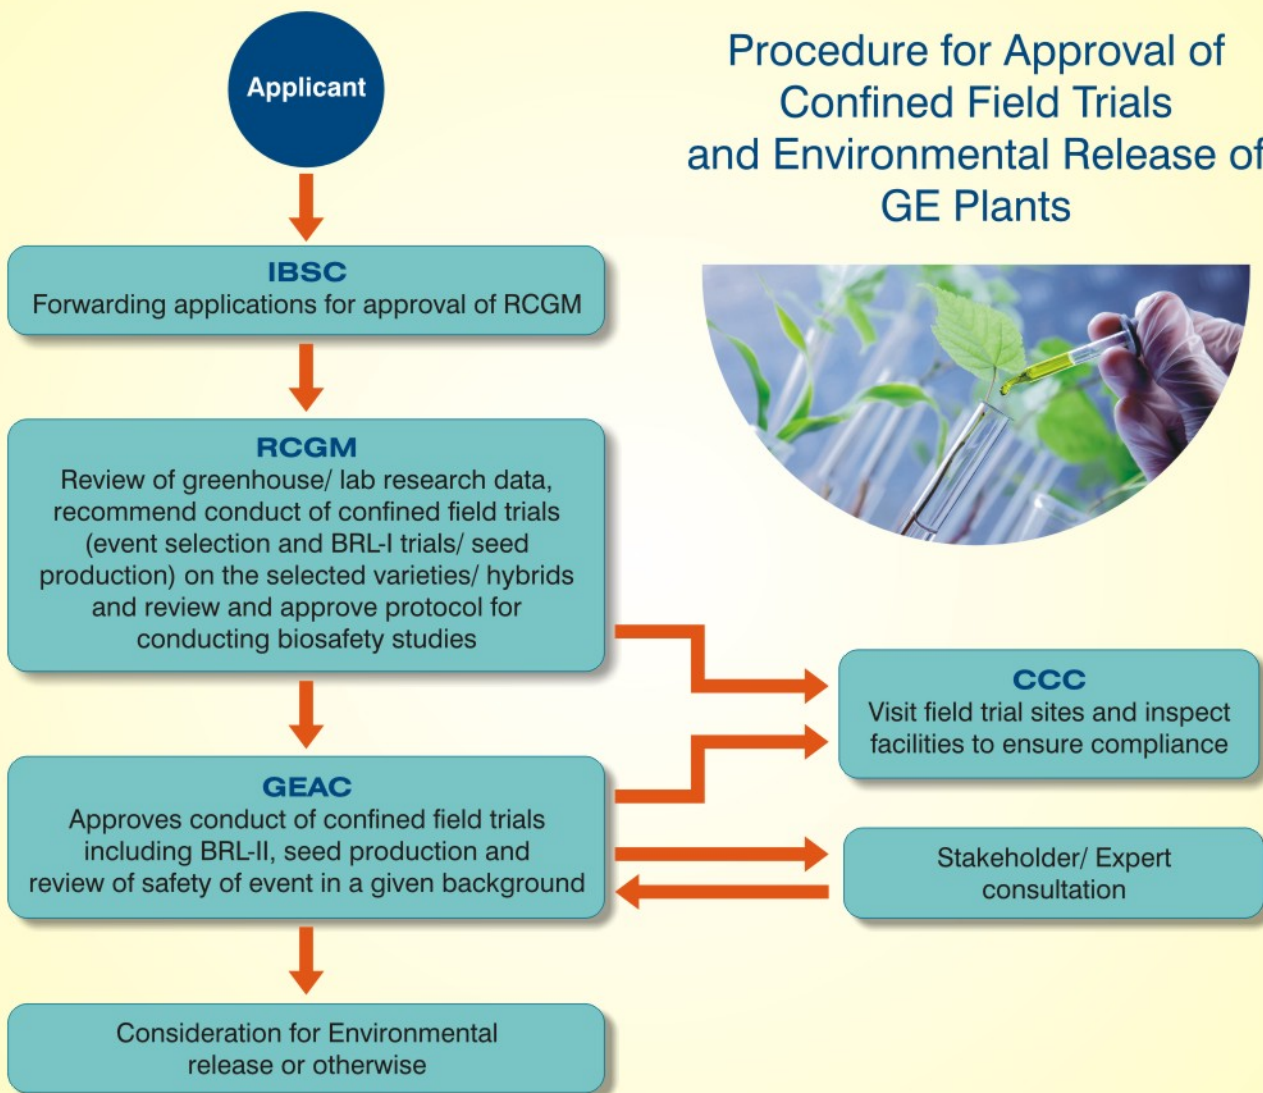 Applicant
Procedure for Approval of
Confined Field Trials
and Environmental Release of
GE Plants
IBSC
Forwarding applications for approval of RCGM
RCGM
Review of greenhouse/ lab research data,
recommend conduct of confined field trials
(event selection and BRL-I trials/ seed
production) on the selected varieties/ hybrids
and review and approve protocol for
conducting biosafety studies
CCC
Visit field trial sites and inspect
facilities to ensure compliance
GEAC
Approves conduct of confined field trials
including BRL-II, seed production and
review of safety of event in a given background
Stakeholder/ Expert
consultation
Consideration for Environmental
release or otherwise